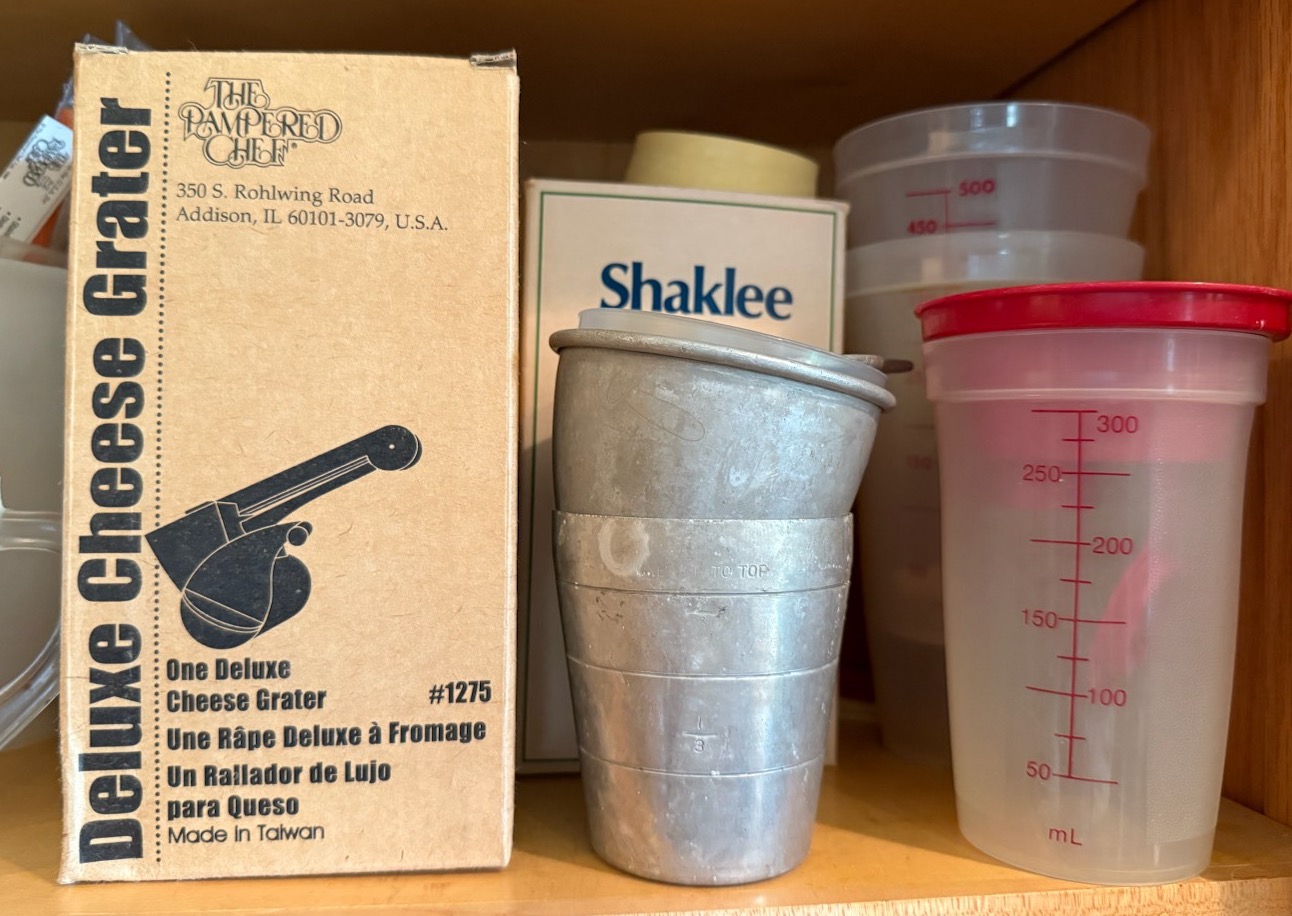 Deluxe Cheese Grater
THE
PAMPERED
CHEF®
350 S. Rohlwing Road
Addison, IL 60101-3079, U.S.A.
One Deluxe
Cheese Grater #1275
Une Râpe Deluxe à Fromage
Un Rallador de Lujo
para Queso
Made in Taiwan
Shaklee
TO TOP
1
3
500
450
300
250
200
150
100
50
mL